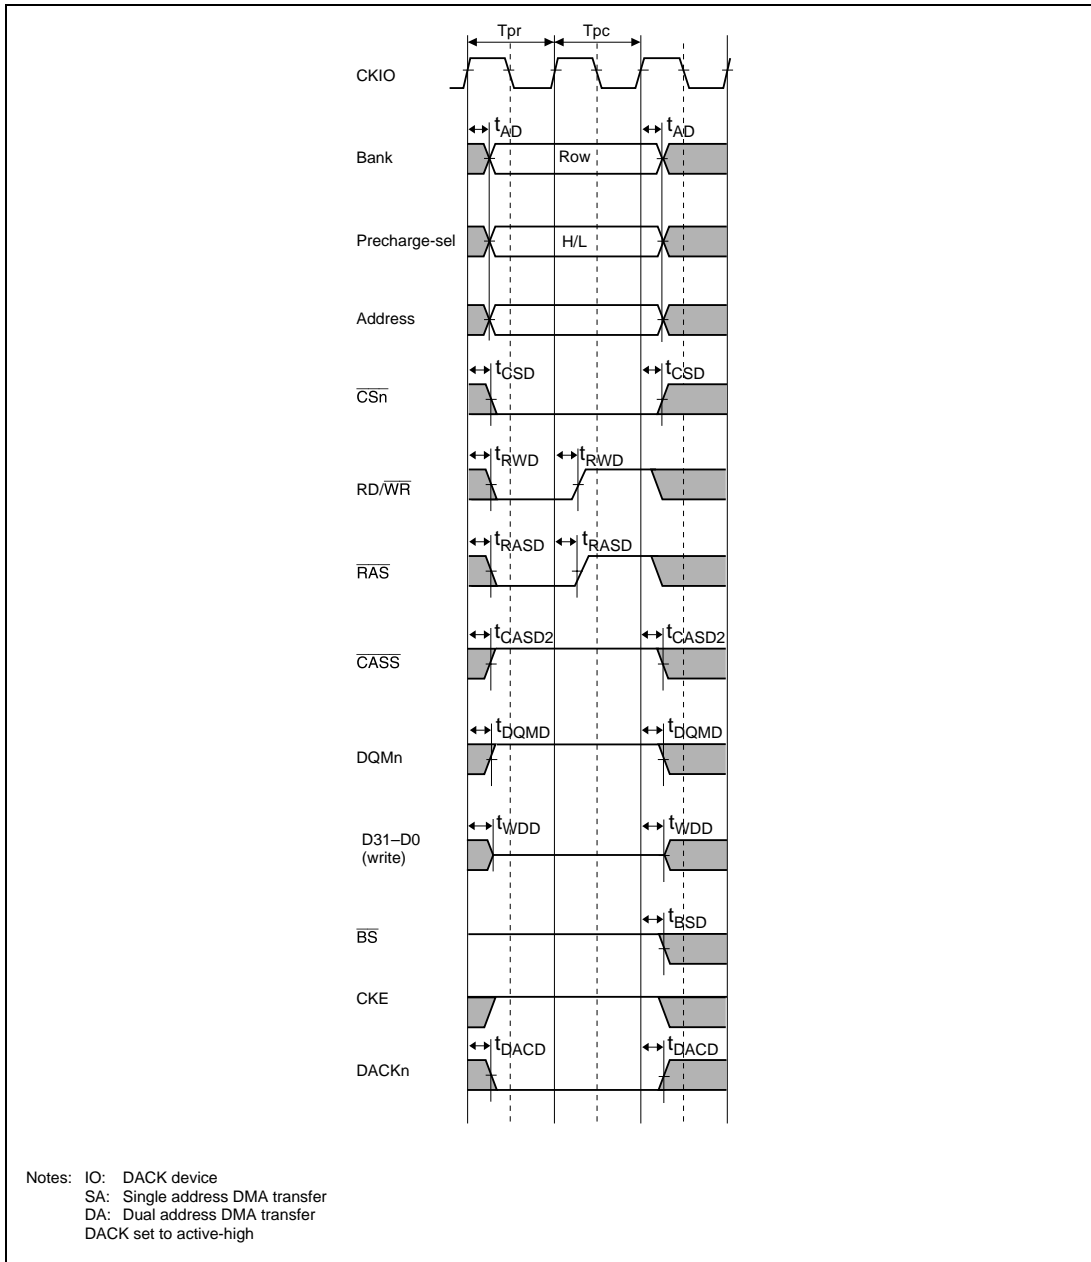 Tpr Tpc
CKIO
tAD tAD
Bank Row
Precharge-sel H/L
Address
tCSD tCSD
CSn
tRWD tRWD
RD/WR
tRASD tRASD
RAS
tCASD2 tCASD2
CASS
tDQMD tDQMD
DQMn
tWDD tWDD
D31–D0
(write)
tBSD
BS
CKE
tDACD tDACD
DACKn
Notes: IO: DACK device
SA: Single address DMA transfer
DA: Dual address DMA transfer
DACK set to active-high